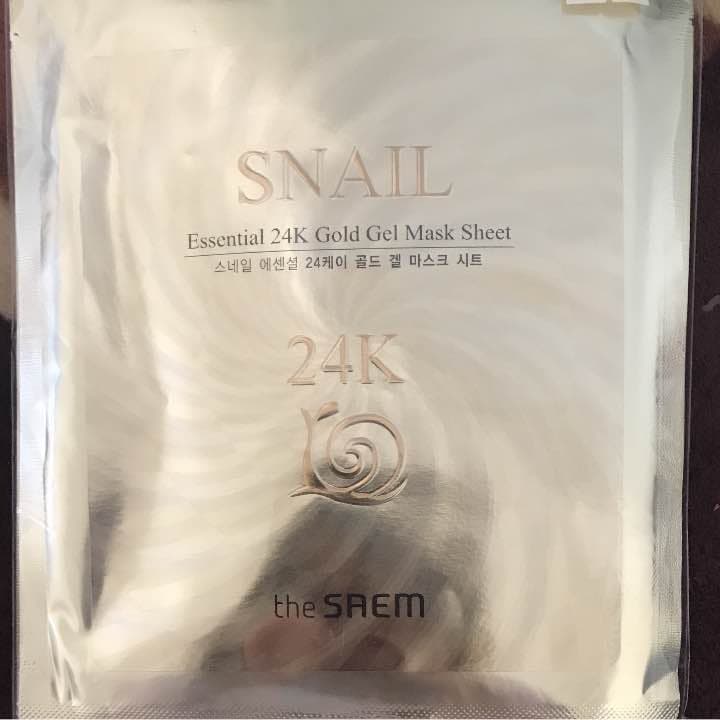 SNAIL
Essential 24K Gold Gel Mask Sheet
스네일 에센셜 24케이 골드 겔 마스크 시트
24K
the SAEM